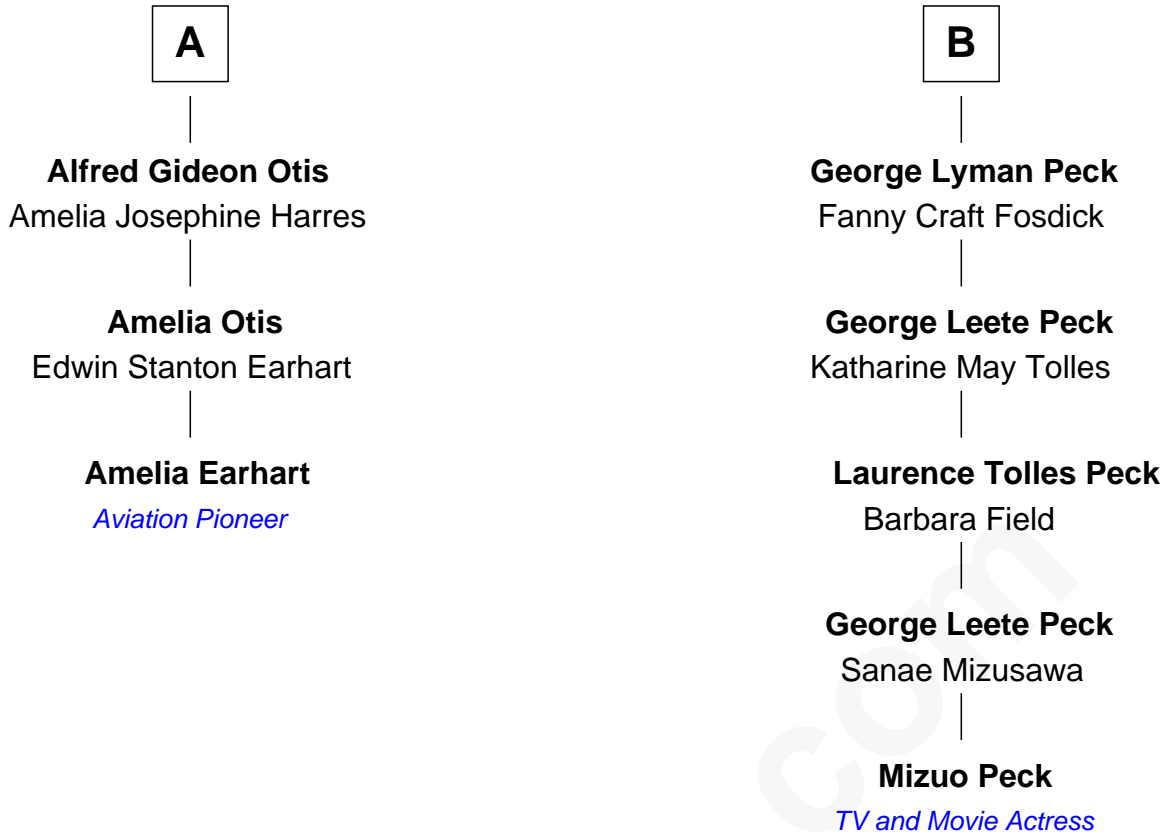 A
Alfred Gideon Otis
Amelia Josephine Harres
Amelia Otis
Edwin Stanton Earhart
Amelia Earhart
Aviation Pioneer
B
George Lyman Peck
Fanny Craft Fosdick
George Leete Peck
Katharine May Tolles
Laurence Tolles Peck
Barbara Field
George Leete Peck
Sanae Mizusawa
Mizuo Peck
TV and Movie Actress
com